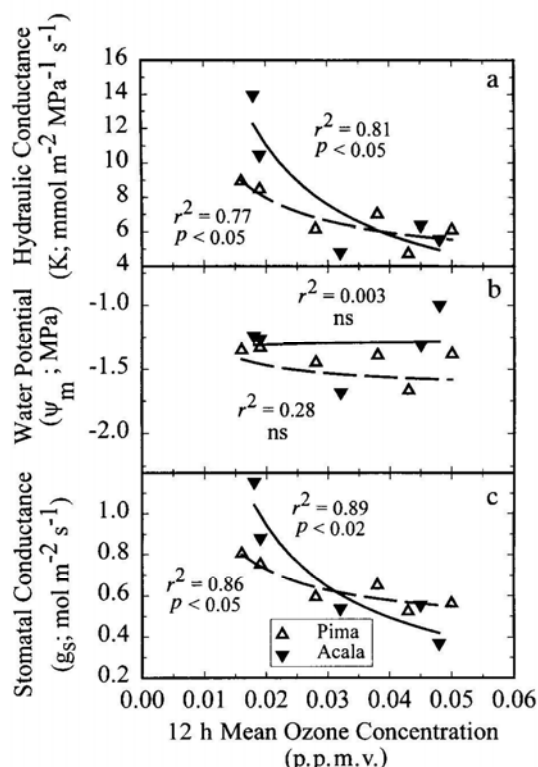 Hydraulic Conductance
(K; mmol m⁻² MPa⁻¹ s⁻¹)
16
14
12
10
8
6
4
a
r² = 0.81
p < 0.05
r² = 0.77
p < 0.05
Water Potential
(ψm ; MPa)
-1.0
-1.5
-2.0
b
r² = 0.003
ns
r² = 0.28
ns
Stomatal Conductance
(gs; mol m⁻² s⁻¹)
1.0
0.8
0.6
0.4
0.2
c
r² = 0.89
p < 0.02
r² = 0.86
p < 0.05
Pima
Acala
0.00 0.01 0.02 0.03 0.04 0.05 0.06
12 h Mean Ozone Concentration
(p.p.m.v.)